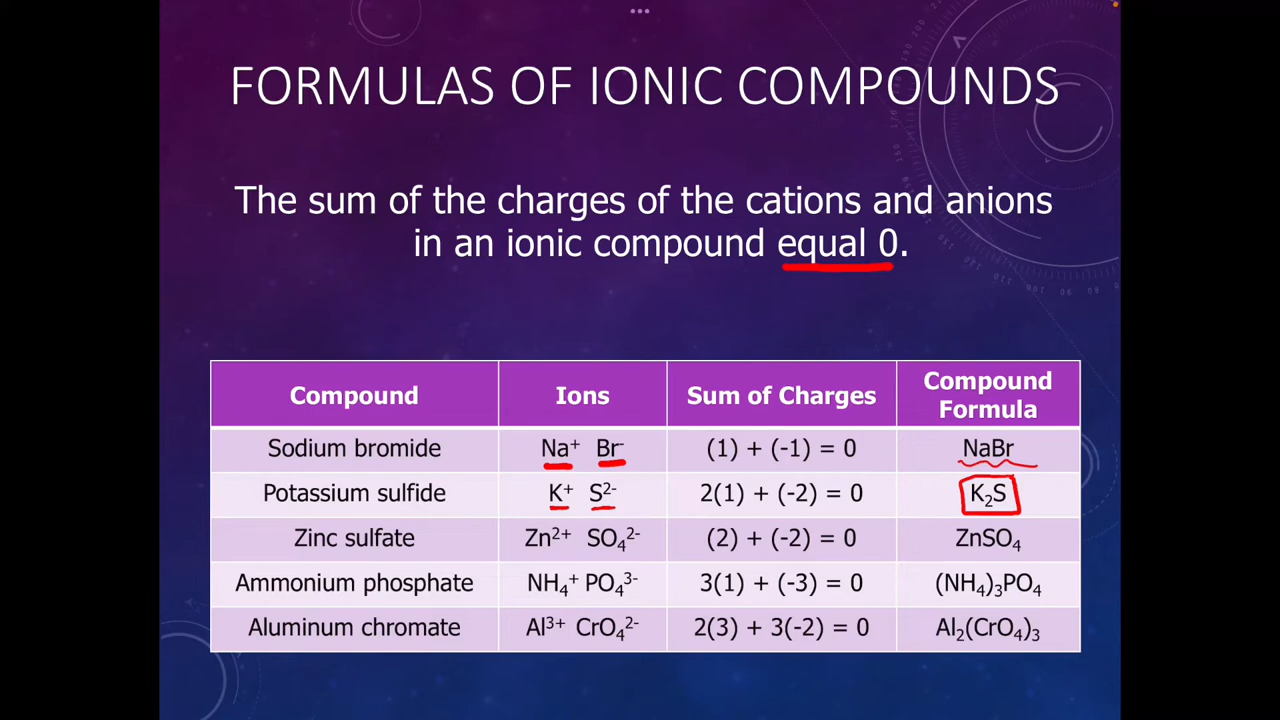 FORMULAS OF IONIC COMPOUNDS
The sum of the charges of the cations and anions
in an ionic compound equal 0.
Compound Ions Sum of Charges Compound Formula
Sodium bromide Na⁺ Br⁻ (1) + (-1) = 0 NaBr
Potassium sulfide K⁺ S²⁻ 2(1) + (-2) = 0 K₂S
Zinc sulfate Zn²⁺ SO₄²⁻ (2) + (-2) = 0 ZnSO₄
Ammonium phosphate NH₄⁺ PO₄³⁻ 3(1) + (-3) = 0 (NH₄)₃PO₄
Aluminum chromate Al³⁺ CrO₄²⁻ 2(3) + 3(-2) = 0 Al₂(CrO₄)₃